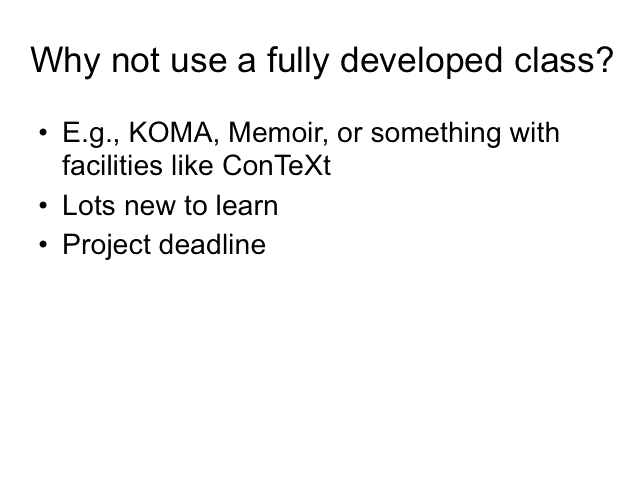 Why not use a fully developed class?
• E.g., KOMA, Memoir, or something with
facilities like ConTeXt
• Lots new to learn
• Project deadline